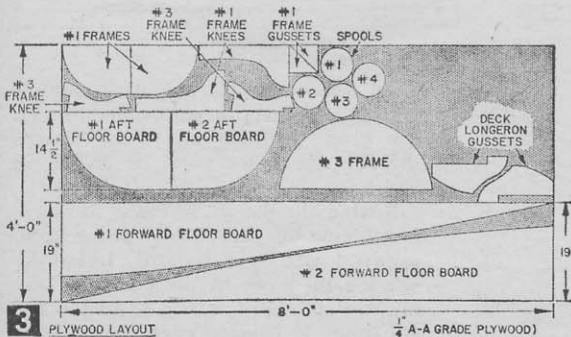 #3
FRAME
KNEE
#1
FRAME
KNEES
#1
FRAME
GUSSETS
SPOOLS
#1 FRAMES
#3
FRAME
KNEE
#1
#2
#3
#4
#1 AFT
FLOOR BOARD
#2 AFT
FLOOR BOARD
#3 FRAME
DECK
LONGERON
GUSSETS
14 1/2"
4'-0"
19"
#1 FORWARD FLOOR BOARD
#2 FORWARD FLOOR BOARD
19
8'-0"
3 PLYWOOD LAYOUT
1/4" A-A GRADE PLYWOOD)